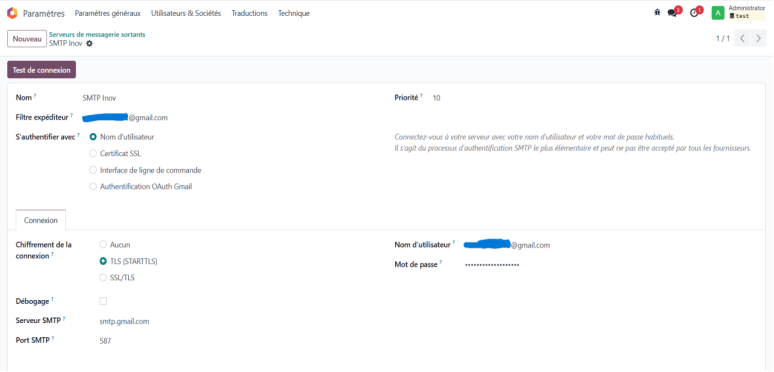 Paramètres Paramètres généraux Utilisateurs & Sociétés Traductions Technique 3 1 A Administrator
test
Nouveau Serveurs de messagerie sortants
SMTP Inov 1 / 1
Test de connexion
Nom ? SMTP Inov Priorité ? 10
Filtre expéditeur ? @gmail.com
S'authentifier avec ? Nom d'utilisateur Connectez-vous à votre serveur avec votre nom d'utilisateur et votre mot de passe habituels.
Il s'agit du processus d'authentification SMTP le plus élémentaire et peut ne pas être accepté par tous les fournisseurs.
Certificat SSL
Interface de ligne de commande
Authentification OAuth Gmail
Connexion
Chiffrement de la connexion ? Aucun Nom d'utilisateur ? @gmail.com
TLS (STARTTLS) Mot de passe ? ••••••••••••••••••
SSL/TLS
Débogage ?
Serveur SMTP ? smtp.gmail.com
Port SMTP ? 587